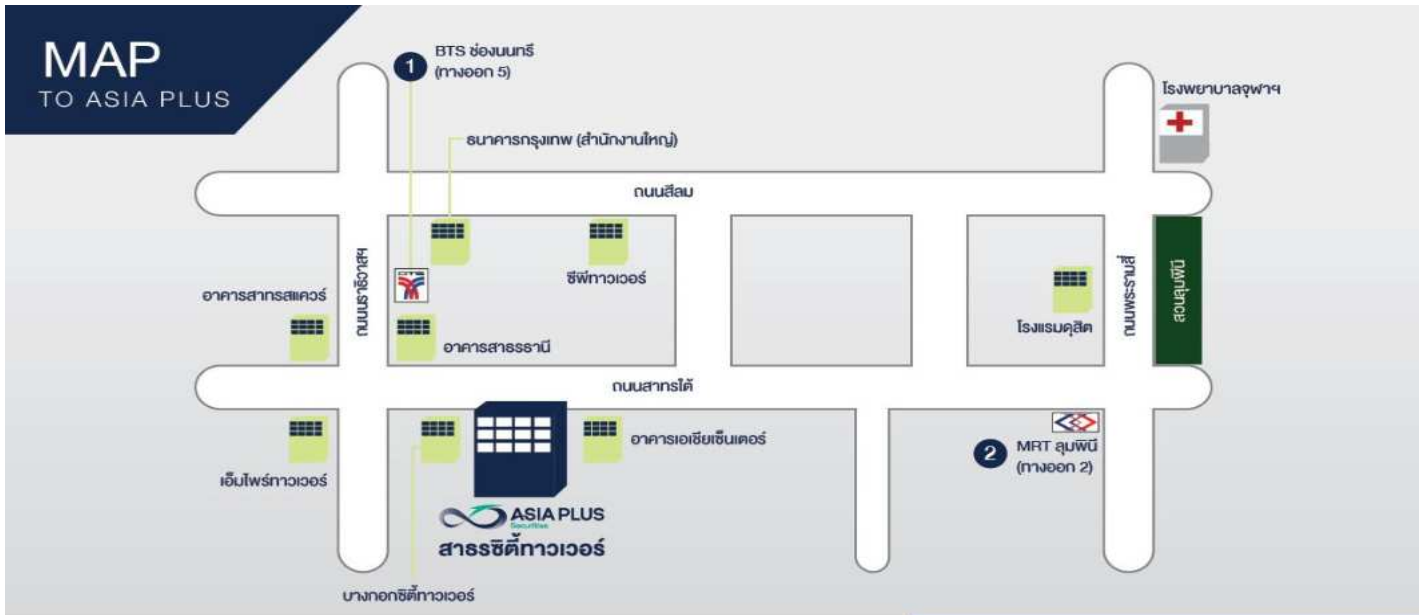 MAP
TO ASIA PLUS
1
BTS ช่องนนทรี
(ทางออก 5)
โรงพยาบาลจุฬาฯ
ธนาคารกรุงเทพ (สำนักงานใหญ่)
ถนนสีลม
BTS
ถนนนราธิวาสฯ
ซีพีทาวเวอร์
ถนนพระรามสี่
สวนลุมพินี
อาคารสาทรสแควร์
โรงแรมดุสิต
อาคารสาธรธานี
ถนนสาทรใต้
อาคารเอเชียเซ็นเตอร์
2
MRT ลุมพินี
(ทางออก 2)
เอ็มไพร์ทาวเวอร์
ASIA PLUS
Securities
สาธรซิตี้ทาวเวอร์
บางกอกซิตี้ทาวเวอร์